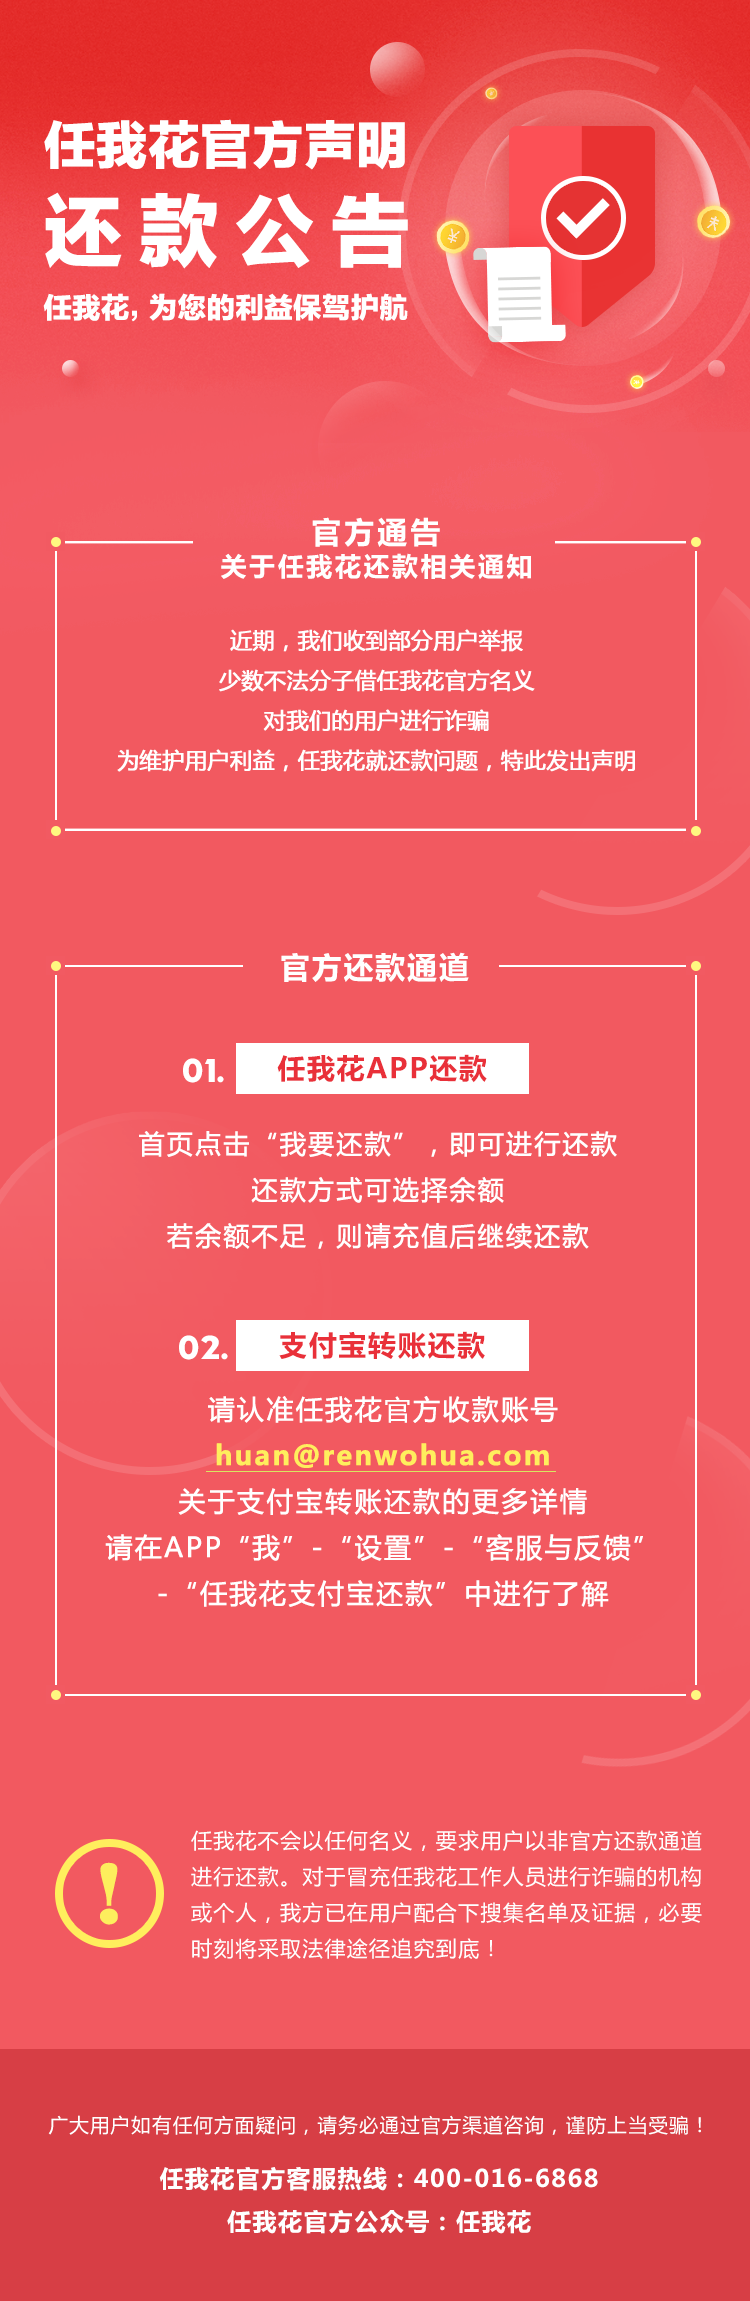 任我花官方声明
还款公告
任我花，为您的利益保驾护航
官方通告
关于任我花还款相关通知
近期，我们收到部分用户举报
少数不法分子借任我花官方名义
对我们的用户进行诈骗
为维护用户利益，任我花就还款问题，特此发出声明
官方还款通道
01. 任我花APP还款
首页点击“我要还款”，即可进行还款
还款方式可选择余额
若余额不足，则请充值后继续还款
02. 支付宝转账还款
请认准任我花官方收款账号
huan@renwohua.com
关于支付宝转账还款的更多详情
请在APP“我”-“设置”-“客服与反馈”
-“任我花支付宝还款”中进行了解
任我花不会以任何名义，要求用户以非官方还款通道
进行还款。对于冒充任我花工作人员进行诈骗的机构
或个人，我方已在用户配合下搜集名单及证据，必要
时刻将采取法律途径追究到底！
广大用户如有任何方面疑问，请务必通过官方渠道咨询，谨防上当受骗！
任我花官方客服热线：400-016-6868
任我花官方公众号：任我花